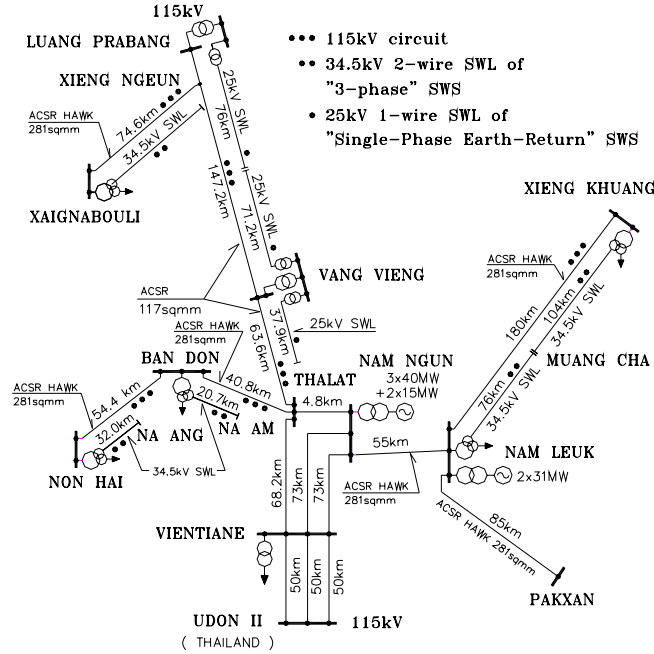 115kV
LUANG PRABANG
XIENG NGEUN
ACSR HAWK
281sqmm
74.6km
34.5kV SWL
XAIGNABOULI
25kV SWL
76km
147.2km
25kV SWL
71.2km
VANG VIENG
ACSR
117sqmm
37.9km
25kV SWL
63.6km
••• 115kV circuit
•• 34.5kV 2-wire SWL of
"3-phase" SWS
• 25kV 1-wire SWL of
"Single-Phase Earth-Return" SWS
XIENG KHUANG
ACSR HAWK
281sqmm
180km
104km
34.5kV SWL
MUANG CHA
76km
34.5kV SWL
ACSR HAWK
281sqmm
BAN DON
40.8km
20.7km
ACSR HAWK
281sqmm
54.4 km
32.0km
NA ANG
NA AM
34.5kV SWL
NON HAI
THALAT
4.8km
NAM NGUN
3x40MW
+2x15MW
55km
ACSR HAWK
281sqmm
NAM LEUK
2x31MW
85km
ACSR HAWK 281sqmm
PAKXAN
68.2km
73km
73km
VIENTIANE
50km
50km
50km
UDON II
115kV
( THAILAND )